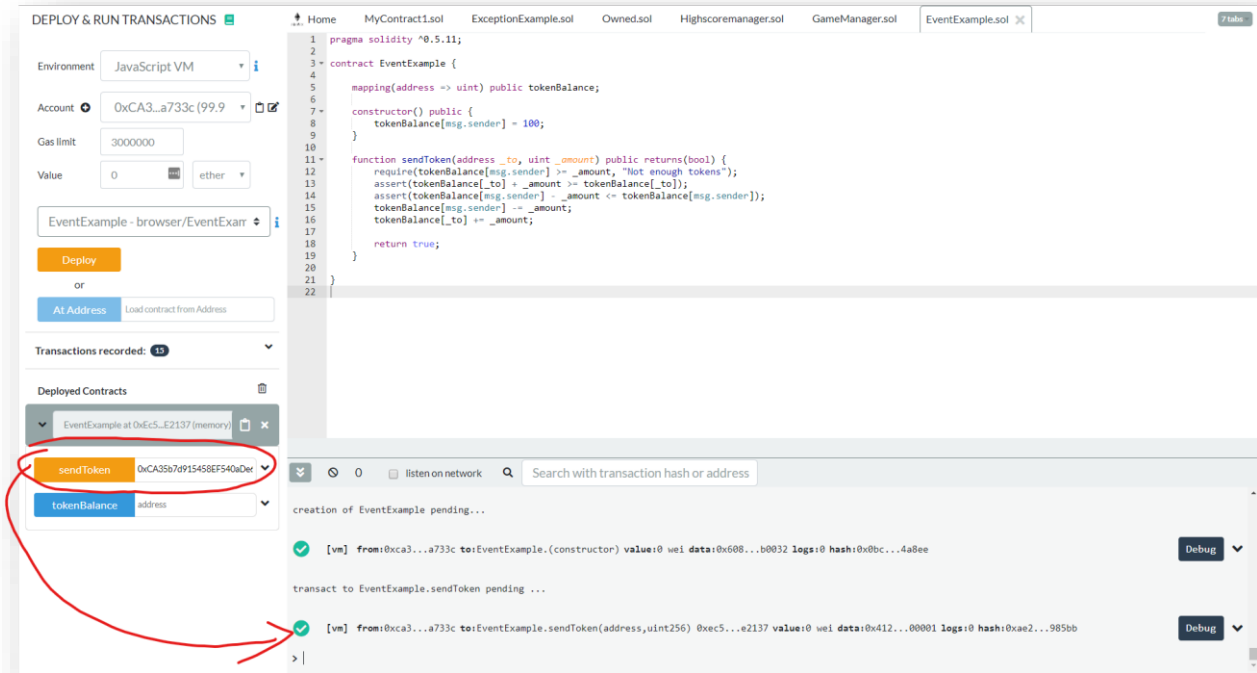 DEPLOY & RUN TRANSACTIONS
Environment JavaScript VM
Account 0xCA3...a733c (99.9
Gas limit 3000000
Value 0 ether
EventExample - browser/EventExam
Deploy
or
At Address Load contract from Address
Transactions recorded: 15
Deployed Contracts
EventExample at 0xEc5...E2137 (memory)
sendToken 0xCA35b7d915458EF540aDe6
tokenBalance address
Home MyContract1.sol ExceptionExample.sol Owned.sol Highscoremanager.sol GameManager.sol EventExample.sol 7 tabs
1 pragma solidity ^0.5.11;
2
3 contract EventExample {
4
5 mapping(address => uint) public tokenBalance;
6
7 constructor() public {
8 tokenBalance[msg.sender] = 100;
9 }
10
11 function sendToken(address _to, uint _amount) public returns(bool) {
12 require(tokenBalance[msg.sender] >= _amount, "Not enough tokens");
13 assert(tokenBalance[_to] + _amount >= tokenBalance[_to]);
14 assert(tokenBalance[msg.sender] - _amount <= tokenBalance[msg.sender]);
15 tokenBalance[msg.sender] -= _amount;
16 tokenBalance[_to] += _amount;
17
18 return true;
19 }
20
21 }
22
0 listen on network Search with transaction hash or address
creation of EventExample pending...
[vm] from:0xca3...a733c to:EventExample.(constructor) value:0 wei data:0x608...b0032 logs:0 hash:0x0bc...4a8ee Debug
transact to EventExample.sendToken pending ...
[vm] from:0xca3...a733c to:EventExample.sendToken(address,uint256) 0xec5...e2137 value:0 wei data:0x412...00001 logs:0 hash:0xae2...985bb Debug
>